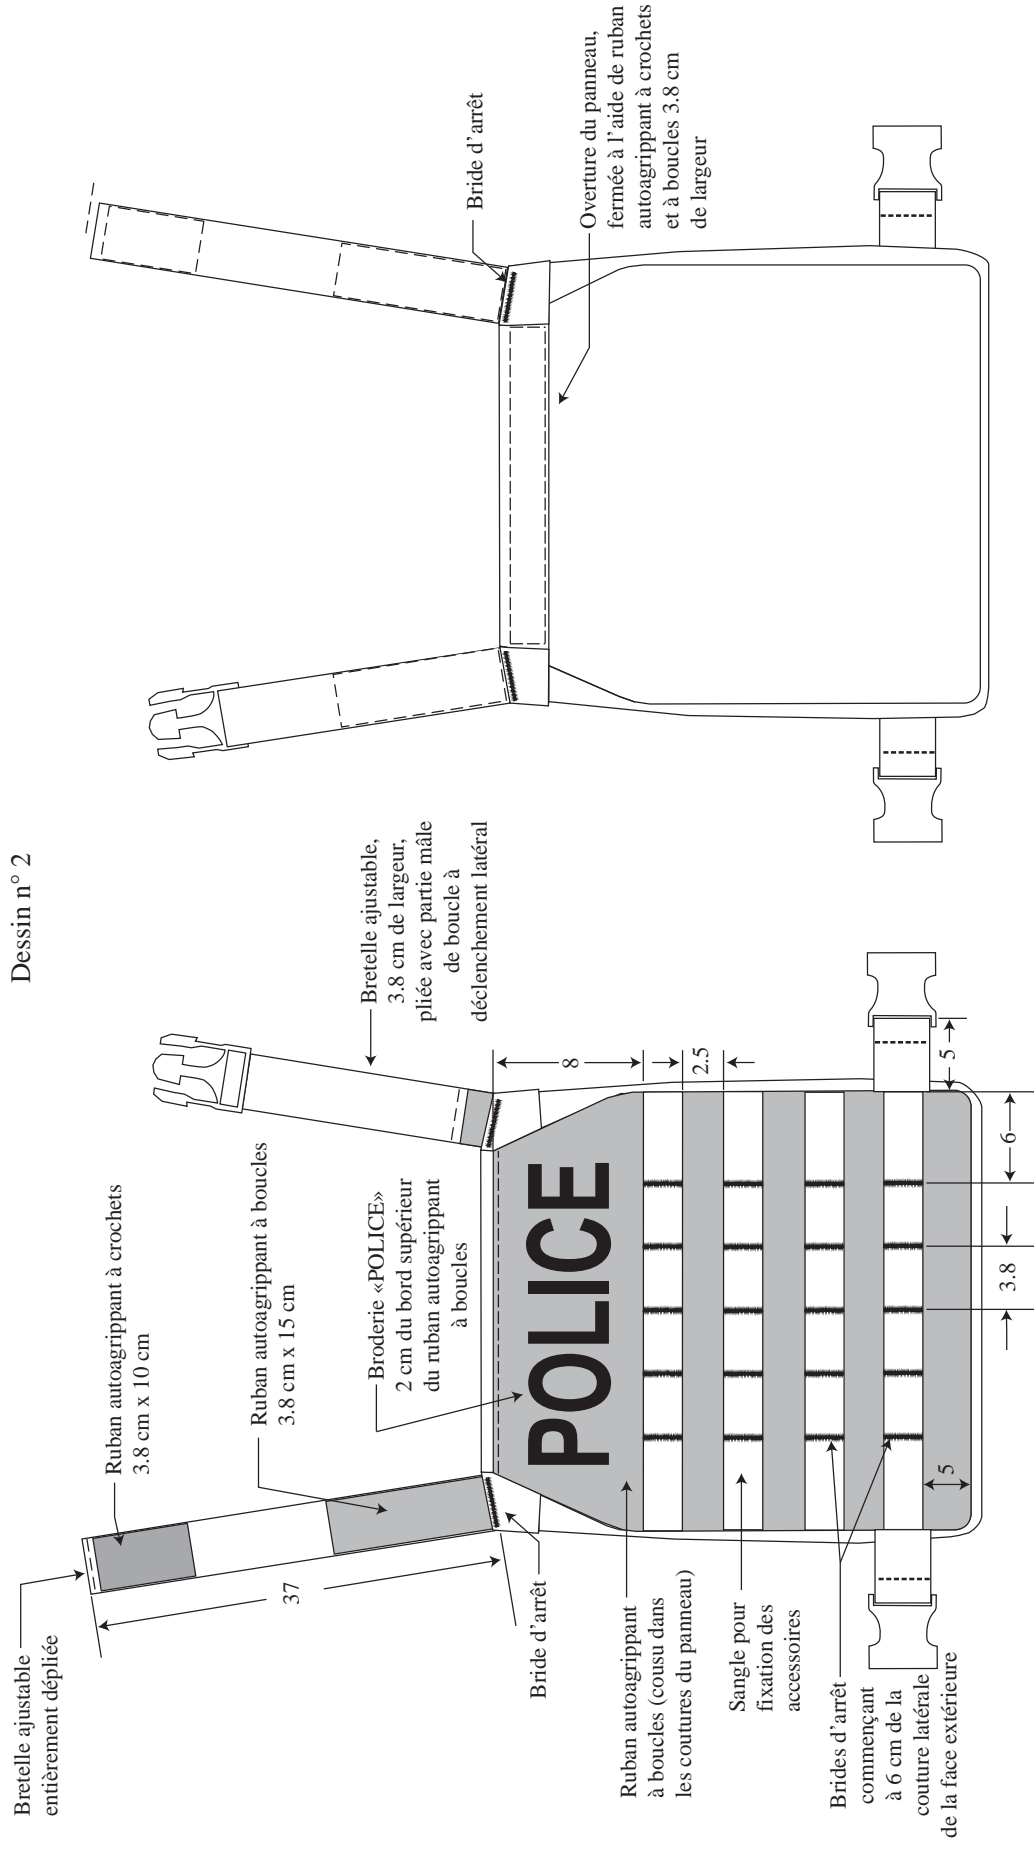 Dessin n° 2
Bretelle ajustable
entièrement dépliée
Ruban autoagrippant à crochets
3.8 cm x 10 cm
Ruban autoagrippant à boucles
3.8 cm x 15 cm
Broderie «POLICE»
2 cm du bord supérieur
du ruban autoagrippant
à boucles
Bretelle ajustable,
3.8 cm de largeur,
pliée avec partie mâle
de boucle à
déclenchement latéral
37
Bride d'arrêt
POLICE
8
2.5
5
6
3.8
5
Ruban autoagrippant
à boucles (cousu dans
les coutures du panneau)
Sangle pour
fixation des
accessoires
Brides d'arrêt
commençant
à 6 cm de la
couture latérale
de la face extérieure
Bride d'arrêt
Overture du panneau,
fermée à l'aide de ruban
autoagrippant à crochets
et à boucles 3.8 cm
de largeur